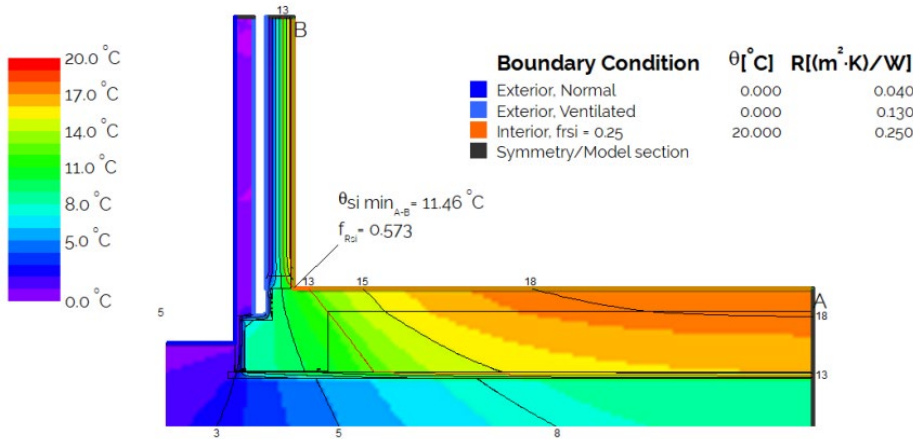 13
B
20.0 °C
17.0 °C
14.0 °C
11.0 °C
8.0 °C
5.0 °C
0.0 °C
Boundary Condition θ[°C] R[(m²·K)/W]
Exterior, Normal 0.000 0.040
Exterior, Ventilated 0.000 0.130
Interior, frsi = 0.25 20.000 0.250
Symmetry/Model section
θsi min A-B = 11.46 °C
fRsi = 0.573
13 15 18
A
5
18
13
3 5 8